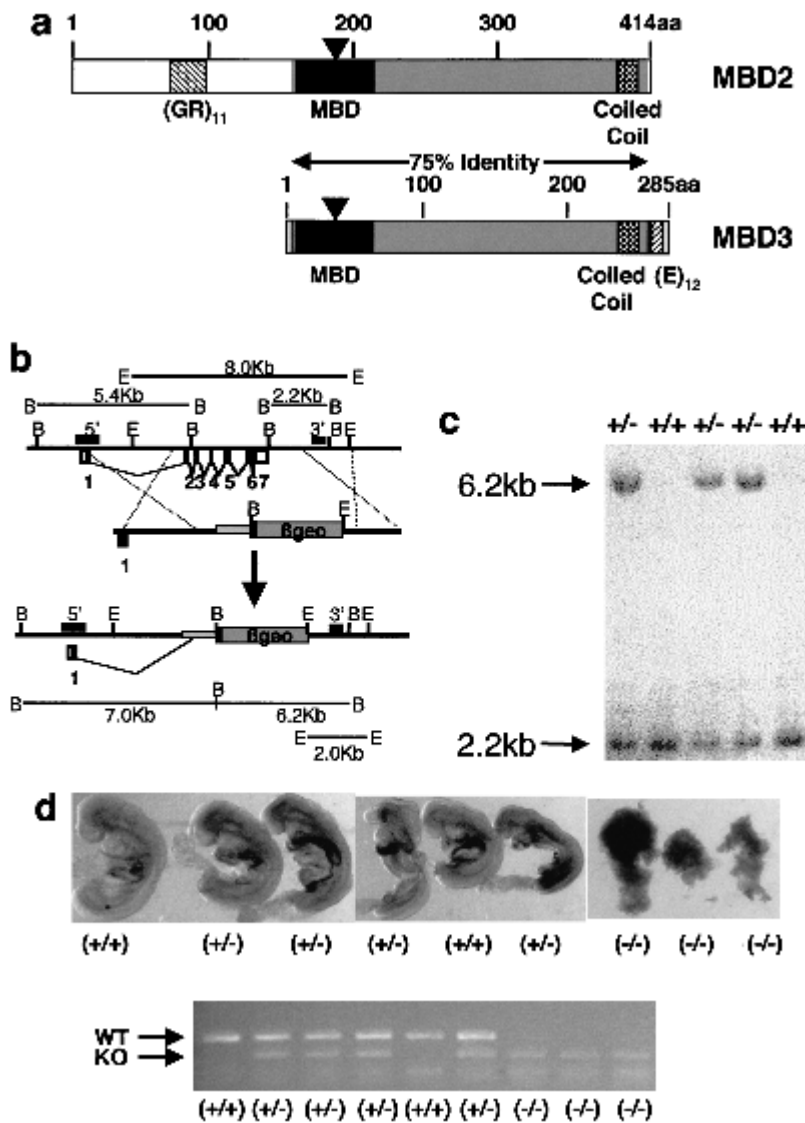 a
1 100 200 300 414aa
MBD2
(GR)11 MBD Coiled Coil
75% Identity
1 100 200 285aa
MBD3
MBD Coiled Coil (E)12
b
E 8.0Kb E
B 5.4Kb B B 2.2Kb B
B 5' E B B 3' B E
1 2 3 4 5 6 7
B E
βgeo
1
B 5' E B E 3' B E
βgeo
1
B 7.0Kb B 6.2Kb B
E 2.0Kb E
c
+/- +/+ +/- +/- +/+
6.2kb
2.2kb
d
(+/+) (+/-) (+/-) (+/-) (+/+) (+/-) (-/-) (-/-) (-/-)
WT
KO
(+/+) (+/-) (+/-) (+/-) (+/+) (+/-) (-/-) (-/-) (-/-)